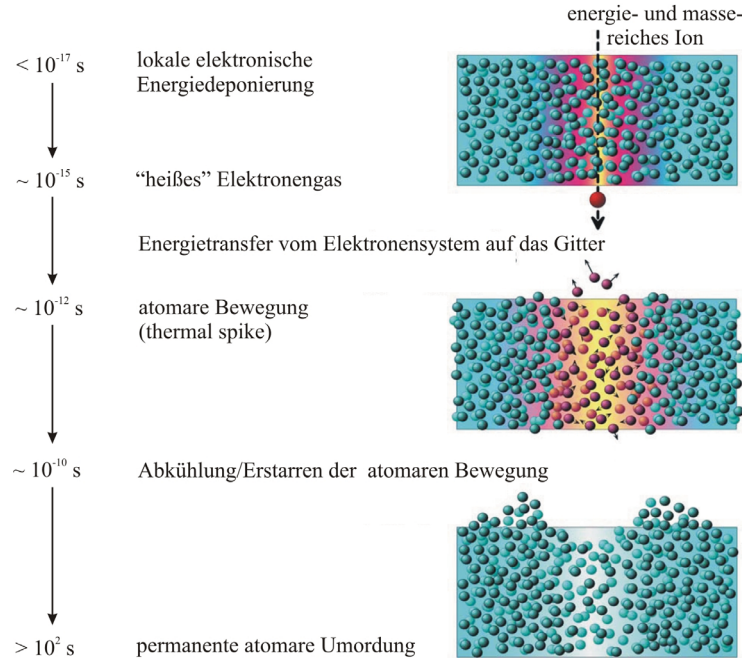 energie- und masse-
reiches Ion
< 10⁻¹⁷ s
lokale elektronische
Energiedeponierung
~ 10⁻¹⁵ s
“heißes” Elektronengas
Energietransfer vom Elektronensystem auf das Gitter
~ 10⁻¹² s
atomare Bewegung
(thermal spike)
~ 10⁻¹⁰ s
Abkühlung/Erstarren der atomaren Bewegung
> 10² s
permanente atomare Umordung